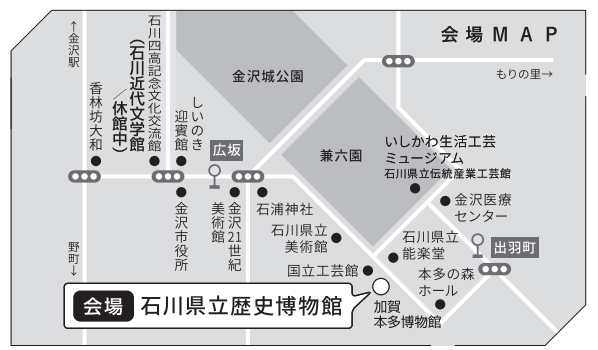 会場MAP
←金沢駅
石川四高記念文化交流館
(石川近代文学館
/休館中)
香林坊大和
しいのき
迎賓館
金沢城公園
もりの里→
広坂
兼六園
いしかわ生活工芸
ミュージアム
石川県立伝統産業工芸館
金沢医療
センター
金沢市役所
金沢21世紀
美術館
石浦神社
石川県立
美術館
国立工芸館
石川県立
能楽堂
出羽町
本多の森
ホール
野町→
会場 石川県立歴史博物館
加賀
本多博物館